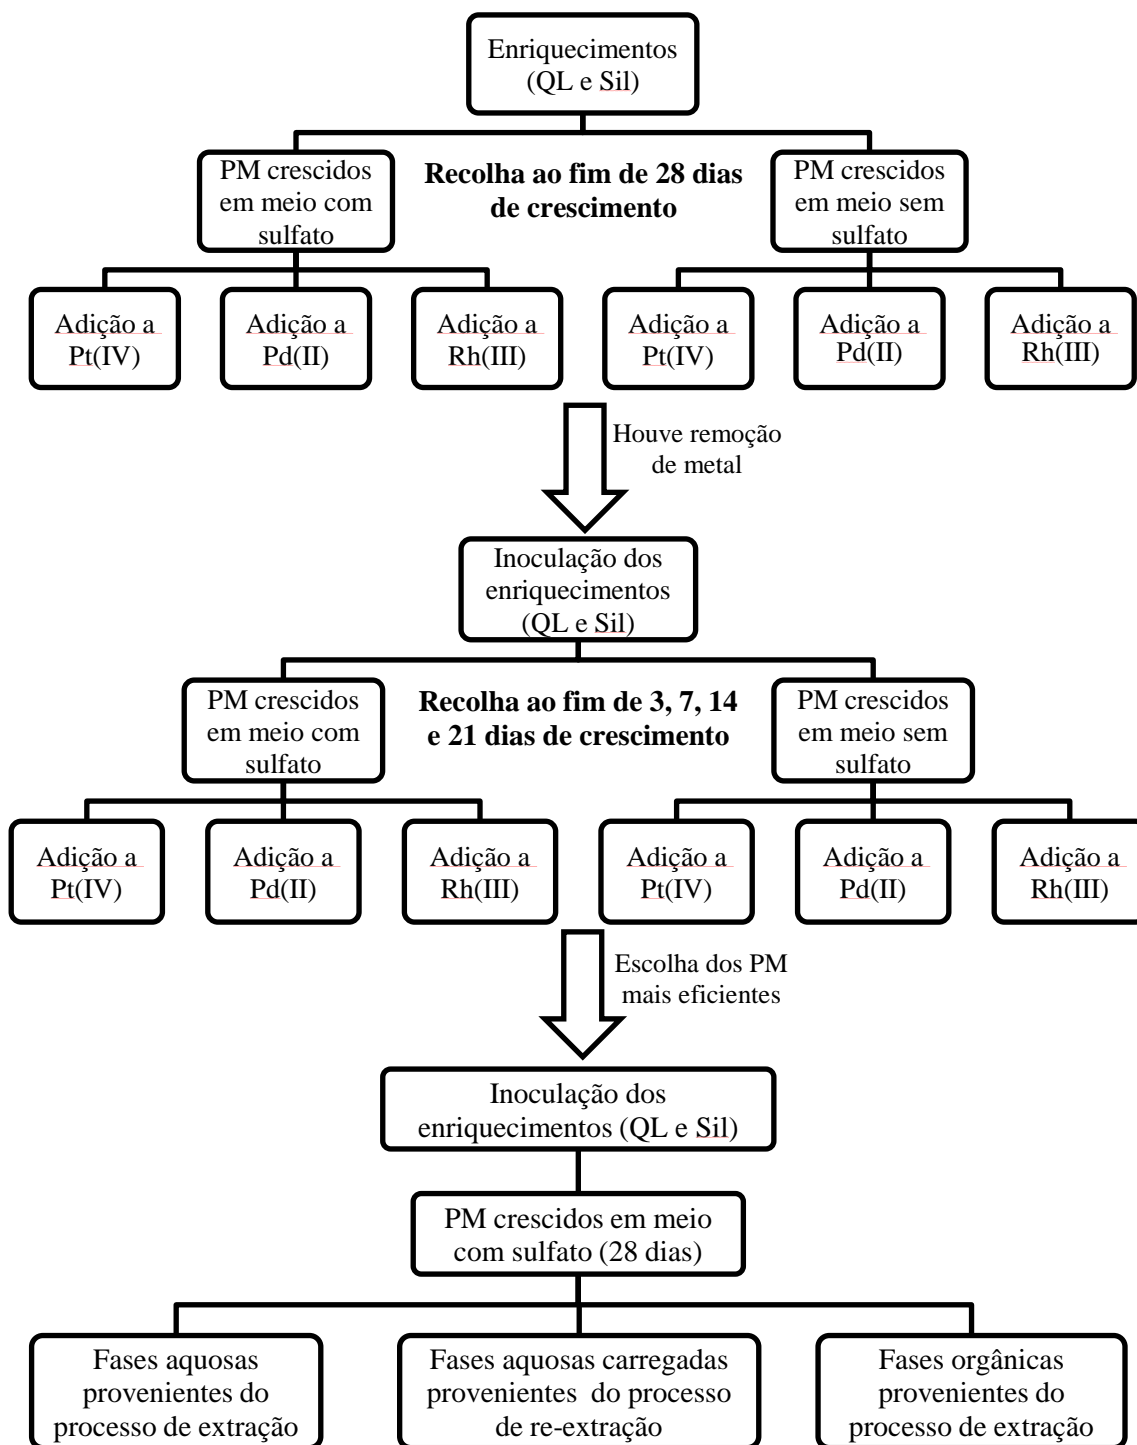 Enriquecimentos
(QL e Sil)
PM crescidos
em meio com
sulfato
Recolha ao fim de 28 dias
de crescimento
PM crescidos
em meio sem
sulfato
Adição a
Pt(IV)
Adição a
Pd(II)
Adição a
Rh(III)
Adição a
Pt(IV)
Adição a
Pd(II)
Adição a
Rh(III)
Houve remoção
de metal
Inoculação dos
enriquecimentos
(QL e Sil)
PM crescidos
em meio com
sulfato
Recolha ao fim de 3, 7, 14
e 21 dias de crescimento
PM crescidos
em meio sem
sulfato
Adição a
Pt(IV)
Adição a
Pd(II)
Adição a
Rh(III)
Adição a
Pt(IV)
Adição a
Pd(II)
Adição a
Rh(III)
Escolha dos PM
mais eficientes
Inoculação dos
enriquecimentos (QL e Sil)
PM crescidos em meio
com sulfato (28 dias)
Fases aquosas
provenientes do
processo de extração
Fases aquosas carregadas
provenientes do processo
de re-extração
Fases orgânicas
provenientes do
processo de extração